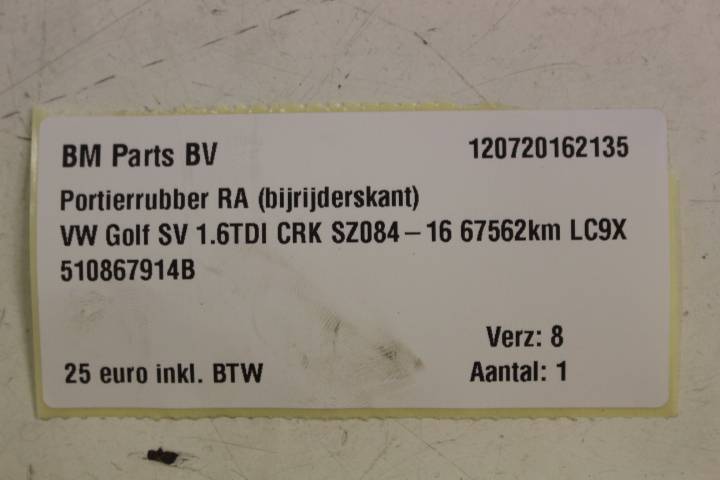 BM Parts BV 120720162135
Portierrubber RA (bijrijderskant)
VW Golf SV 1.6TDI CRK SZ084 – 16 67562km LC9X
510867914B
Verz: 8
25 euro inkl. BTW Aantal: 1